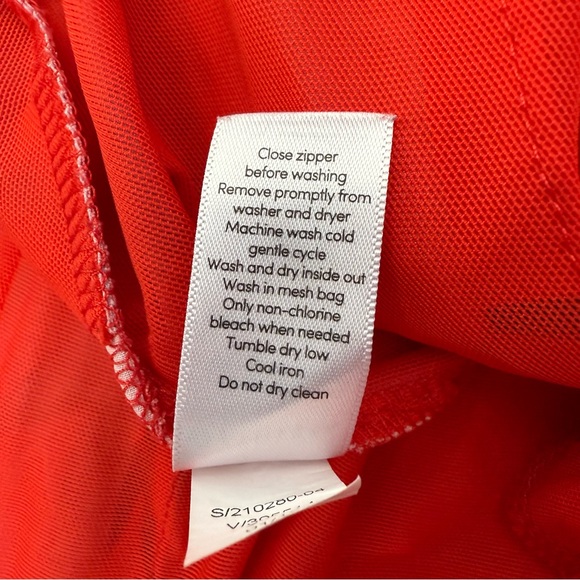 Close zipper
before washing
Remove promptly from
washer and dryer
Machine wash cold
gentle cycle
Wash and dry inside out
Wash in mesh bag
Only non-chlorine
bleach when needed
Tumble dry low
Cool iron
Do not dry clean
S/210280-04